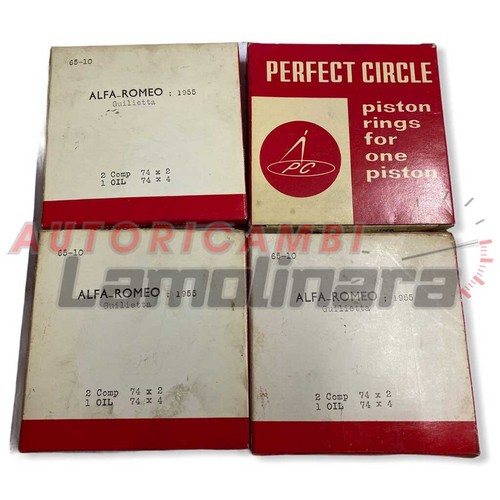 65-10
ALFA-ROMEO : 1955
Guilietta
2 Comp 74 x 2
1 OIL 74 x 4
PERFECT CIRCLE
piston
rings
for
one
piston
PC
AUTORICAMBI
Lamolinara
65-10
ALFA-ROMEO : 1955
Guilietta
2 Comp 74 x 2
1 OIL 74 x 4
65-10
ALFA-ROMEO : 1955
Guilietta
2 Comp 74 x 2
1 OIL 74 x 4